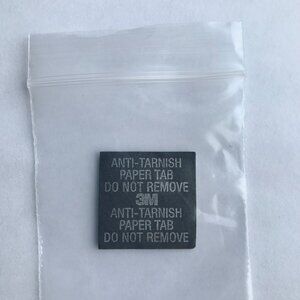 ANTI-TARNISH
PAPER TAB
DO NOT REMOVE
3M
ANTI-TARNISH
PAPER TAB
DO NOT REMOVE